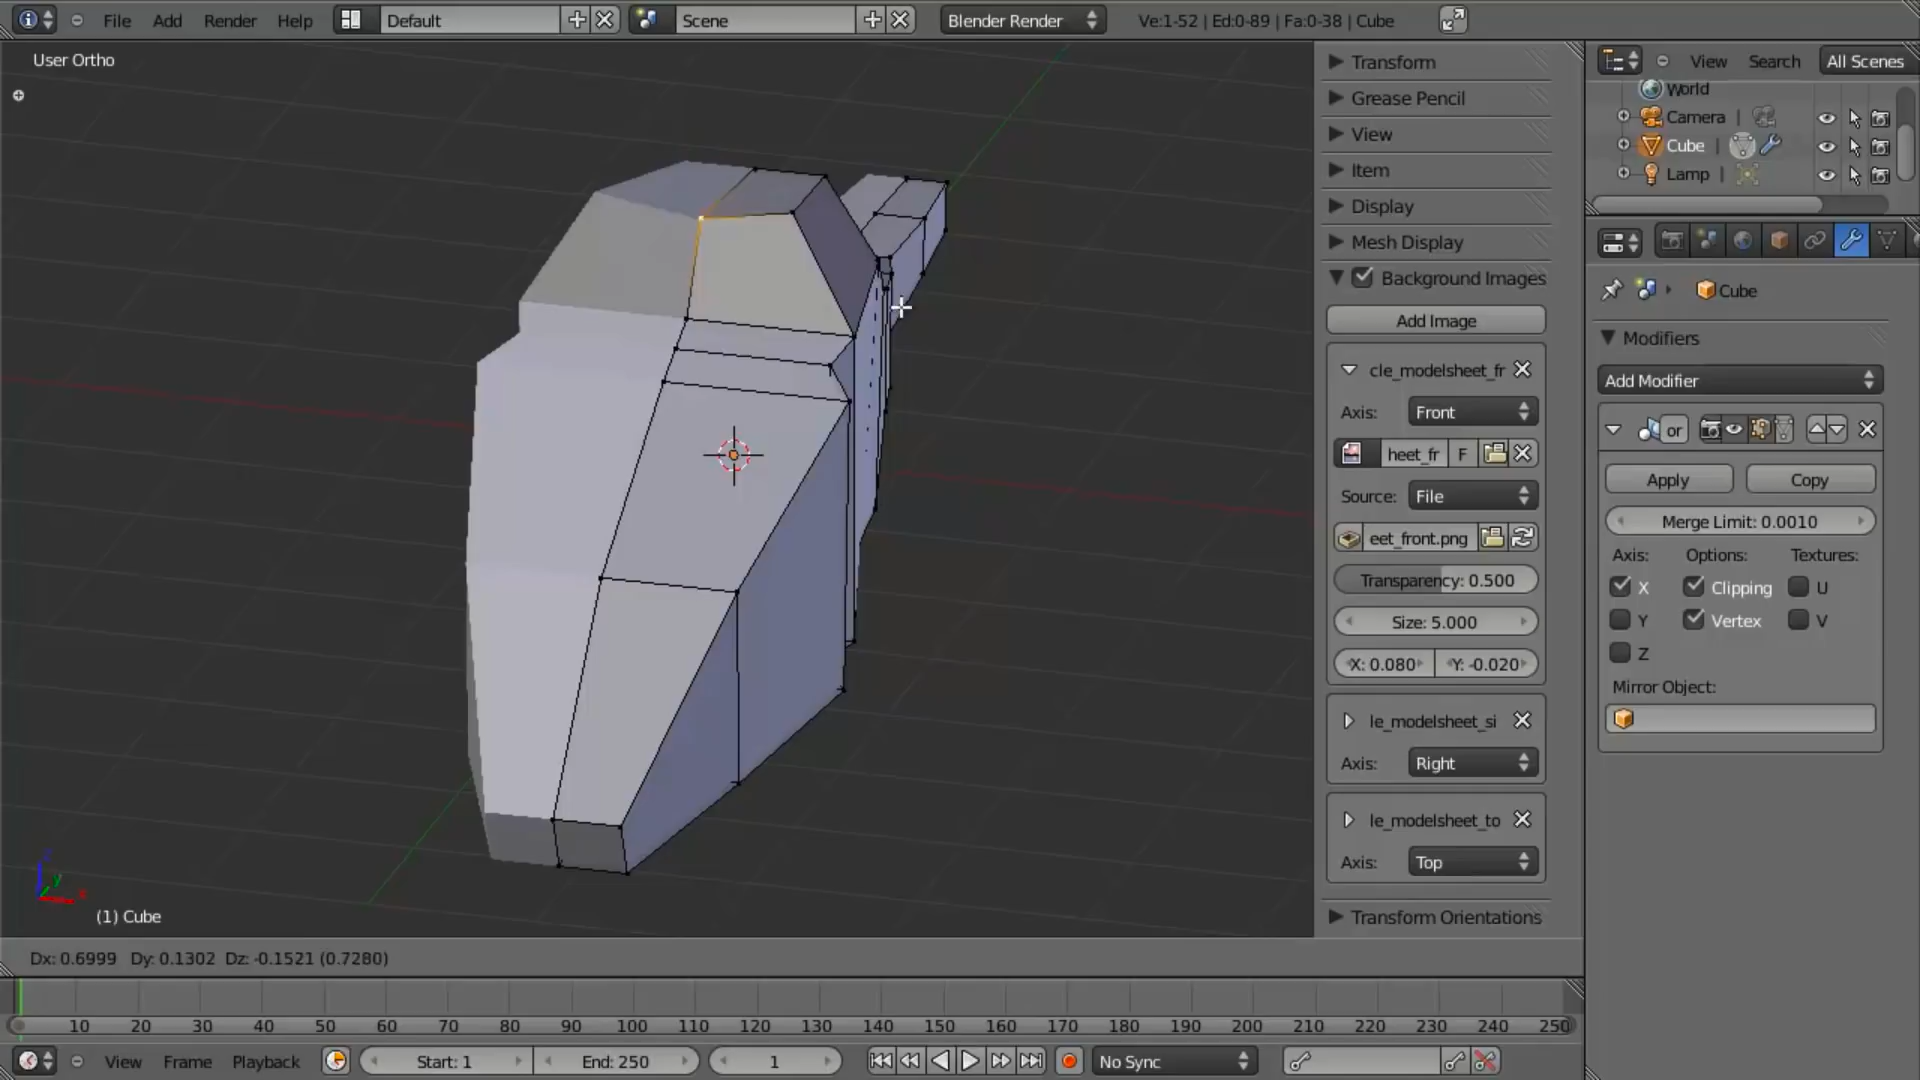 File Add Render Help Default Scene Blender Render Ve:1-52 | Ed:0-89 | Fa:0-38 | Cube
User Ortho
(1) Cube
Dx: 0.6999 Dy: 0.1302 Dz: -0.1521 (0.7280)
Transform
Grease Pencil
View
Item
Display
Mesh Display
Background Images
Add Image
cle_modelsheet_fr
Axis: Front
heet_fr F
Source: File
eet_front.png
Transparency: 0.500
Size: 5.000
X: 0.080 Y: -0.020
le_modelsheet_si
Axis: Right
le_modelsheet_to
Axis: Top
Transform Orientations
View Search All Scenes
World
Camera
Cube
Lamp
Cube
Modifiers
Add Modifier
or
Apply Copy
Merge Limit: 0.0010
Axis: Options: Textures:
X Clipping U
Y Vertex V
Z
Mirror Object:
10 20 30 40 50 60 70 80 90 100 110 120 130 140 150 160 170 180 190 200 210 220 230 240 250
View Frame Playback Start: 1 End: 250 1 No Sync